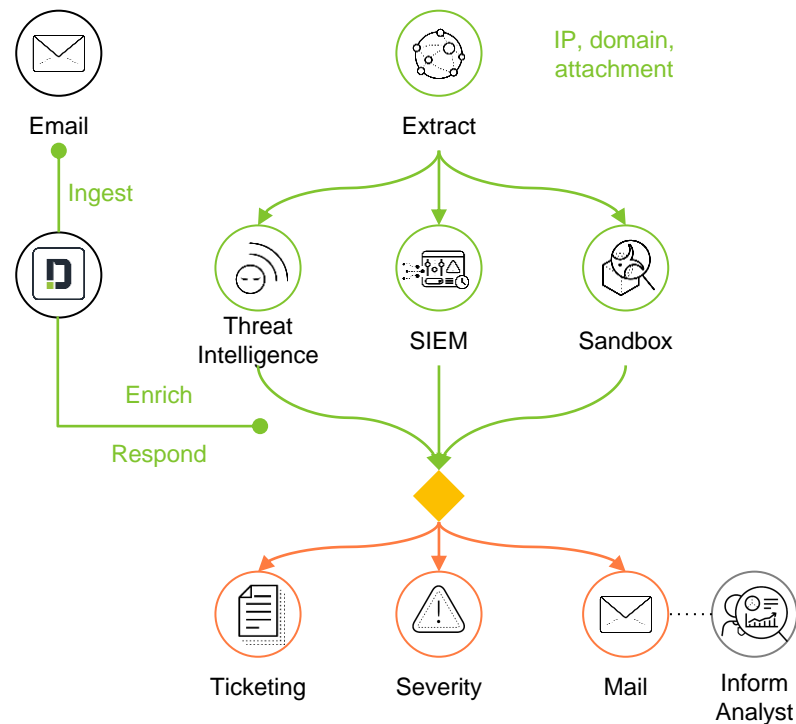 IP, domain,
attachment
Email
Extract
Ingest
D
Threat
Intelligence
SIEM
Sandbox
Enrich
Respond
Ticketing
Severity
Mail
Inform
Analyst